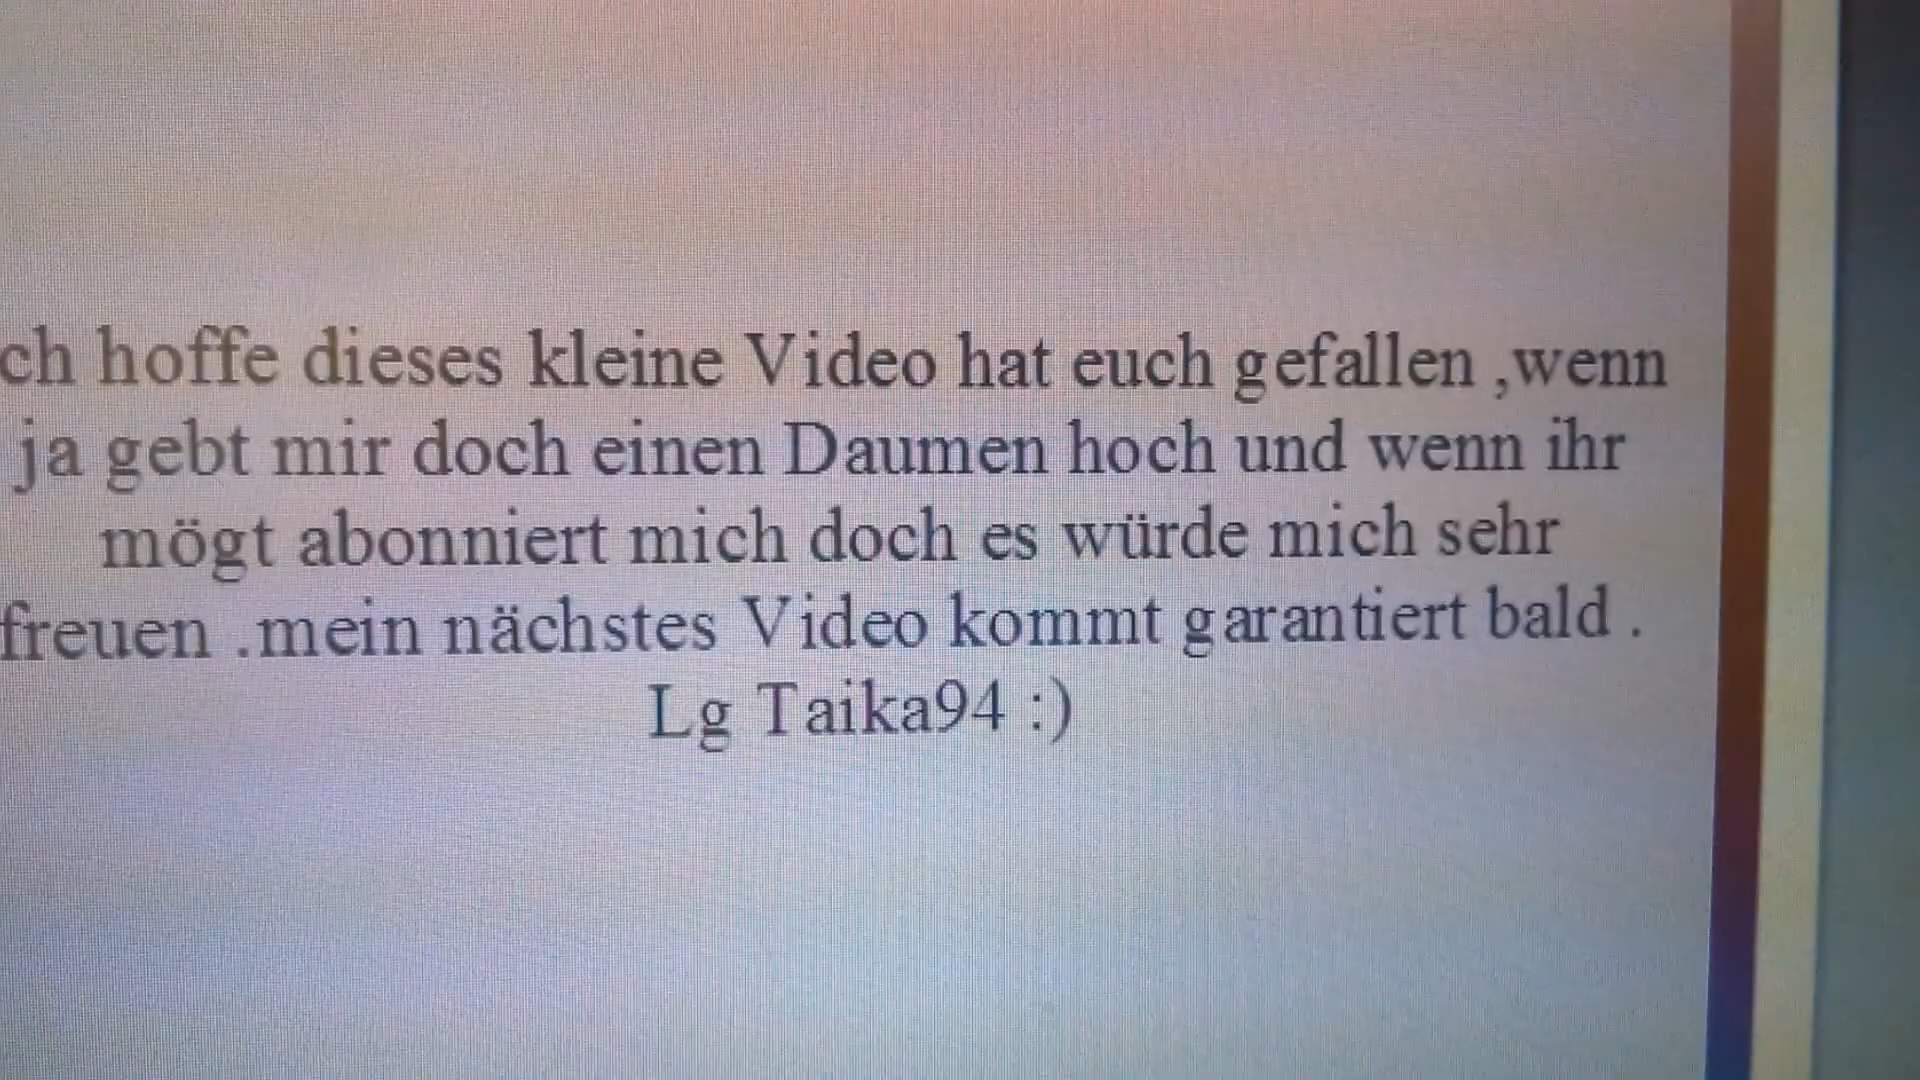 ch hoffe dieses kleine Video hat euch gefallen ,wenn
ja gebt mir doch einen Daumen hoch und wenn ihr
mögt abonniert mich doch es würde mich sehr
freuen .mein nächstes Video kommt garantiert bald .
Lg Taika94 :)